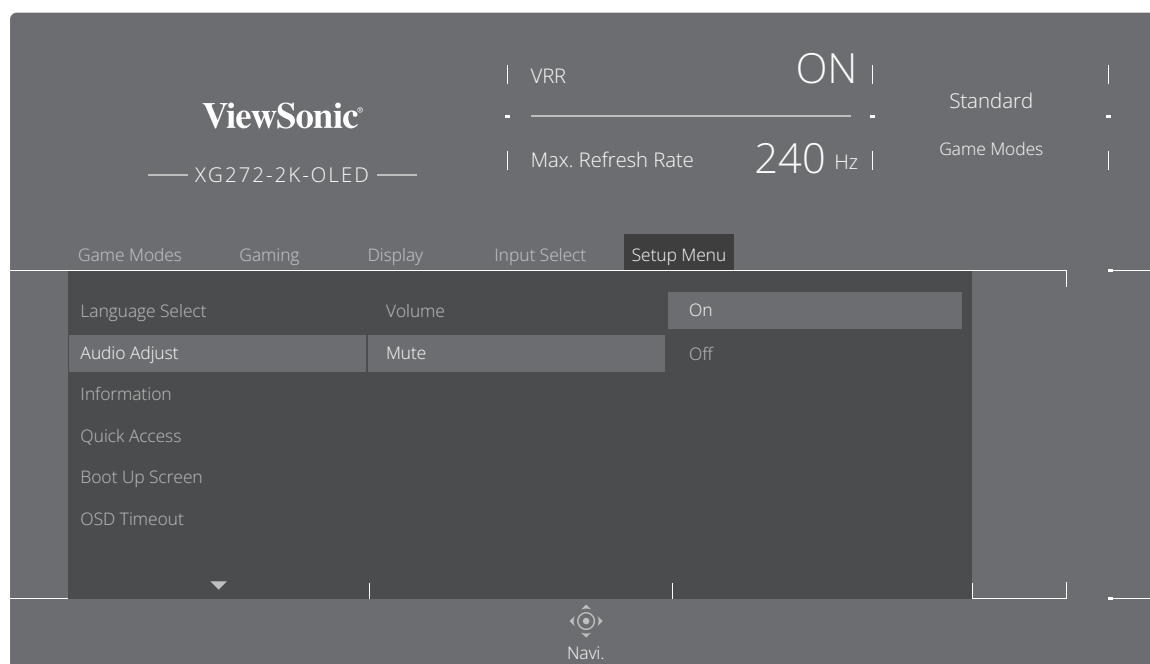 ViewSonic®
XG272-2K-OLED
VRR ON
Max. Refresh Rate 240 Hz
Standard
Game Modes
Game Modes Gaming Display Input Select Setup Menu
Language Select Volume On
Audio Adjust Mute Off
Information
Quick Access
Boot Up Screen
OSD Timeout
Navi.